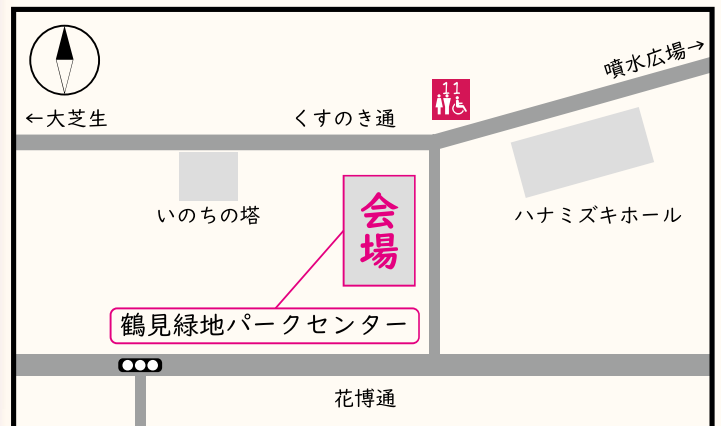 噴水広場→
11
←大芝生
くすのき通
いのちの塔
会場
ハナミズキホール
鶴見緑地パークセンター
花博通